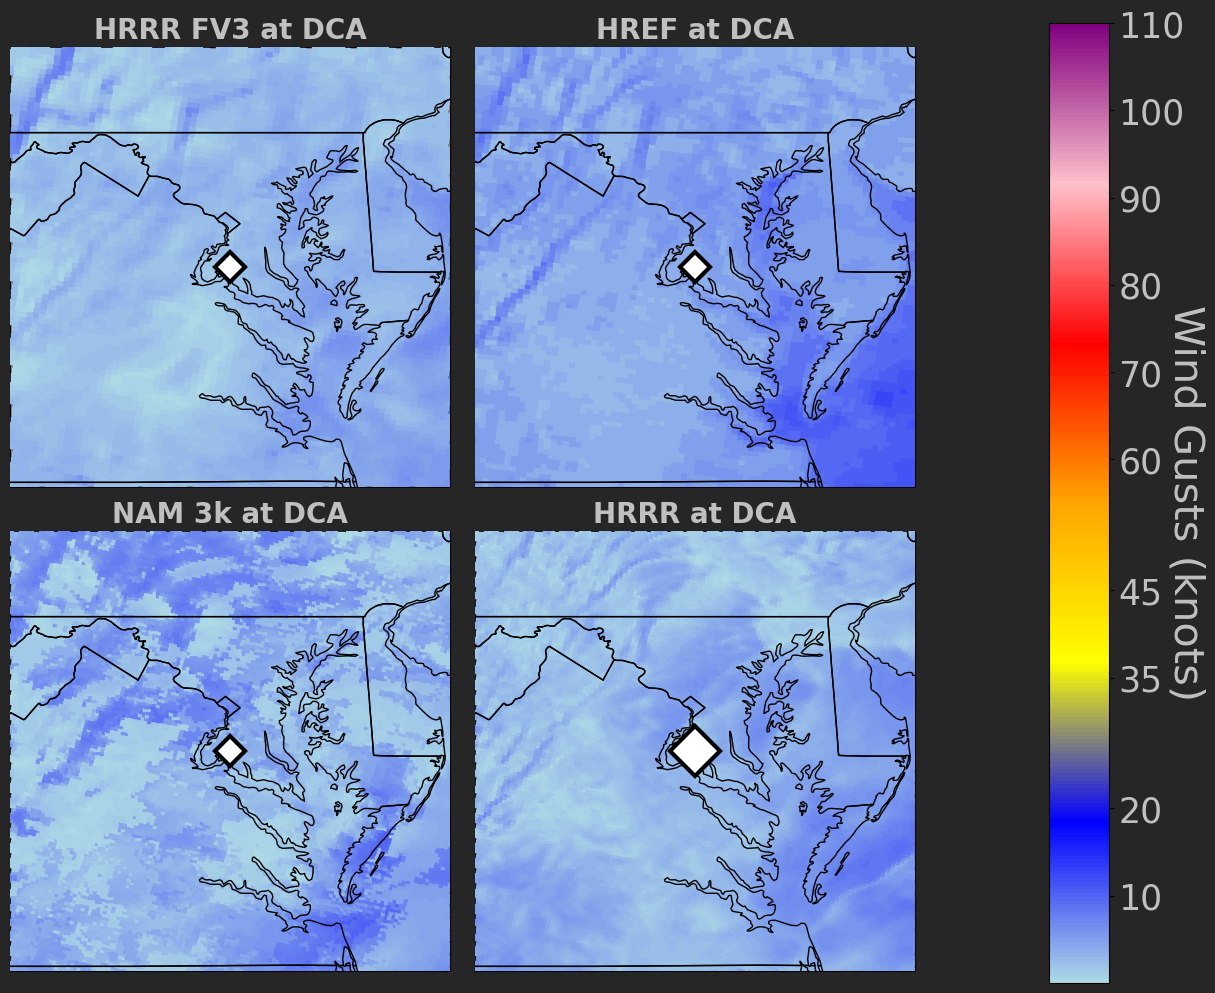 HRRR FV3 at DCA
HREF at DCA
NAM 3k at DCA
HRRR at DCA
110
100
90
80
70
60
45
35
20
10
Wind Gusts (knots)